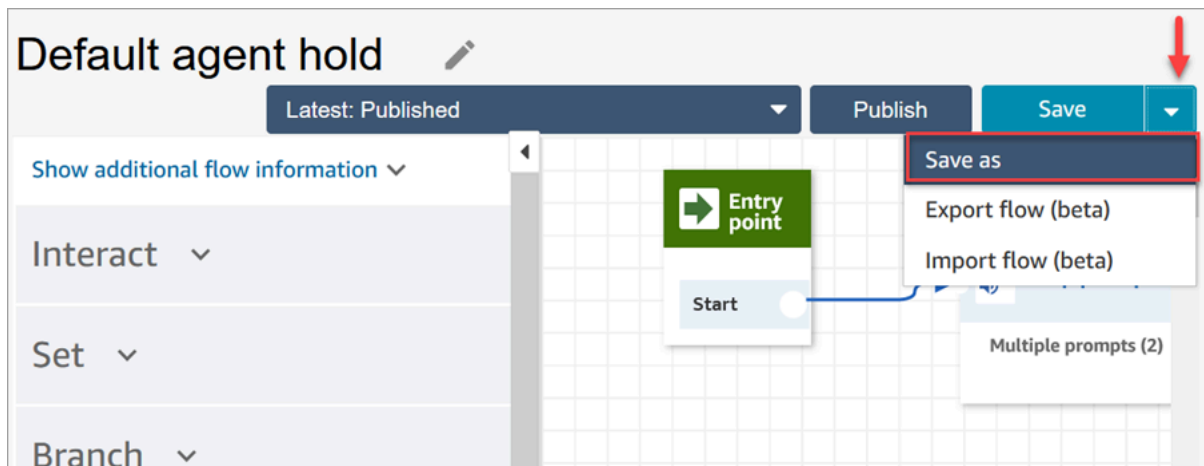 Default agent hold
Latest: Published
Publish
Save
Show additional flow information
Save as
Export flow (beta)
Import flow (beta)
Interact
Entry
point
Start
Set
Multiple prompts (2)
Branch